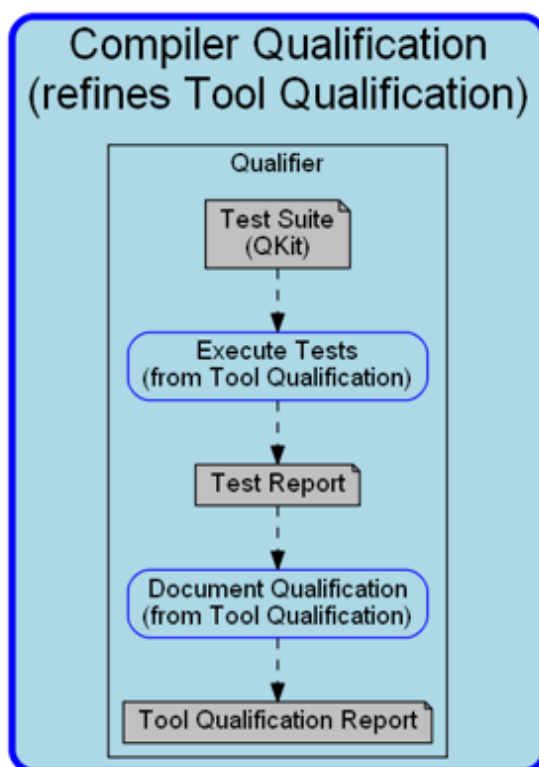 Compiler Qualification
(refines Tool Qualification)
Qualifier
Test Suite
(QKit)
Execute Tests
(from Tool Qualification)
Test Report
Document Qualification
(from Tool Qualification)
Tool Qualification Report